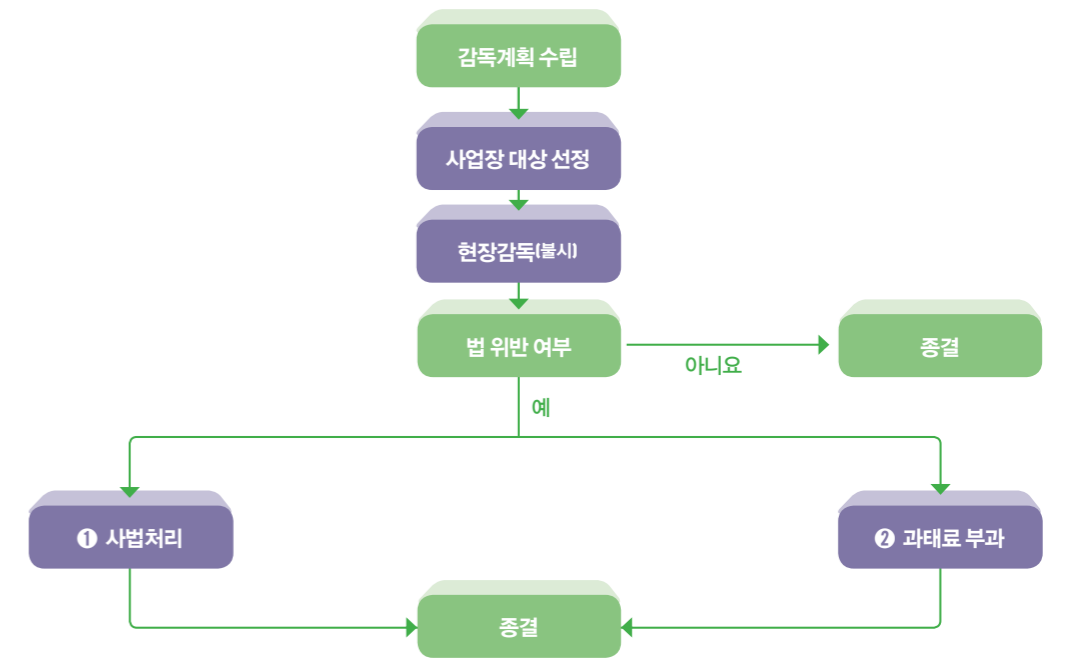 감독계획 수립
사업장 대상 선정
현장감독(불시)
법 위반 여부
아니요
종결
예
❶ 사법처리
❷ 과태료 부과
종결